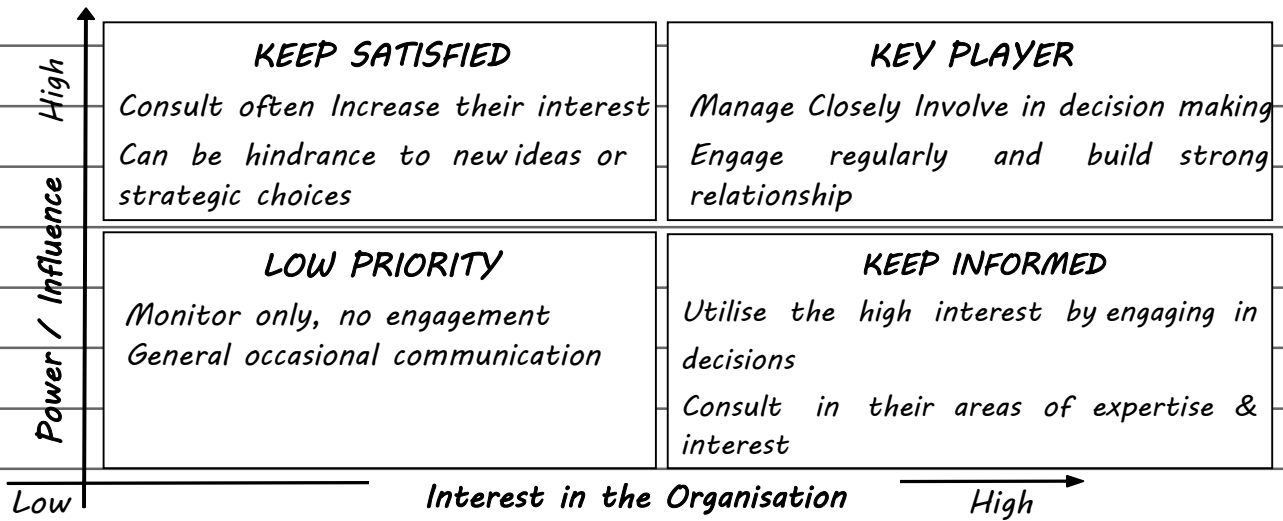 High
Power / Influence
KEEP SATISFIED
Consult often Increase their interest
Can be hindrance to new ideas or
strategic choices
KEY PLAYER
Manage Closely Involve in decision making
Engage regularly and build strong
relationship
LOW PRIORITY
Monitor only, no engagement
General occasional communication
KEEP INFORMED
Utilise the high interest by engaging in
decisions
Consult in their areas of expertise &
interest
Low
Interest in the Organisation
High